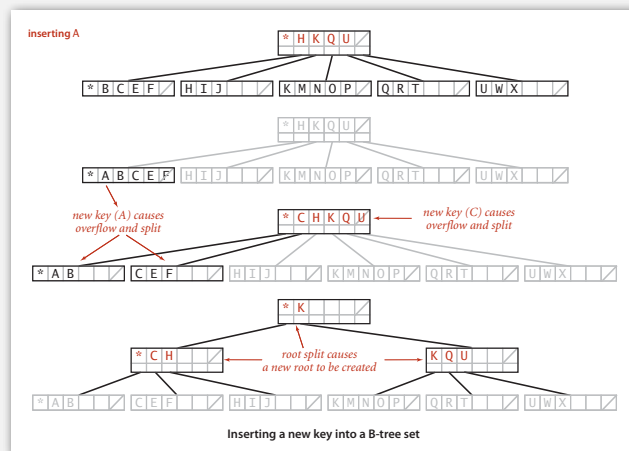 inserting A
* H K Q U
* B C E F H I J K M N O P Q R T U W X
* H K Q U
* A B C E F H I J K M N O P Q R T U W X
new key (A) causes
overflow and split
* C H K Q U
new key (C) causes
overflow and split
* A B C E F H I J K M N O P Q R T U W X
* K
* C H
root split causes
a new root to be created
K Q U
* A B C E F H I J K M N O P Q R T U W X
Inserting a new key into a B-tree set